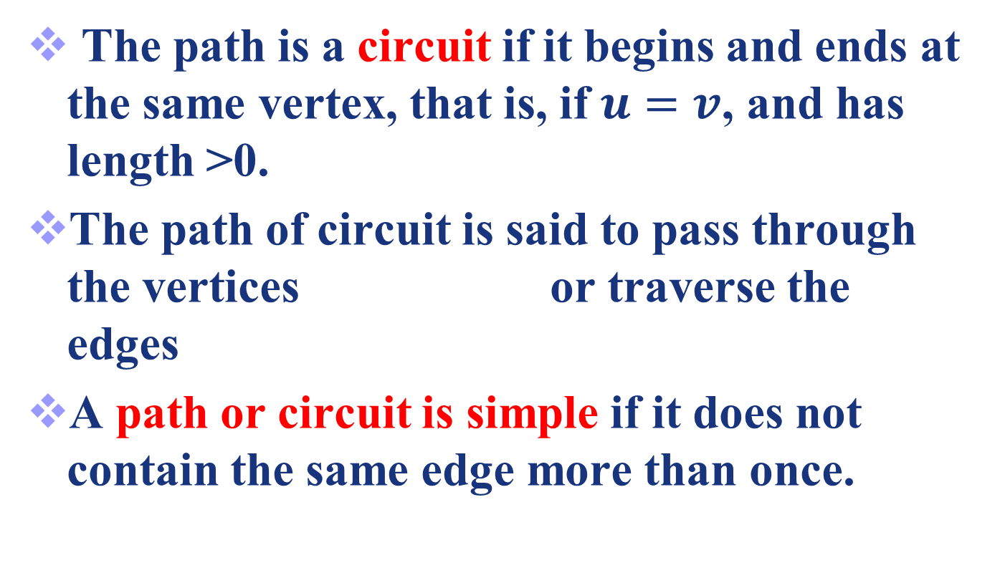 ❖ The path is a circuit if it begins and ends at
the same vertex, that is, if 𝒖 = 𝒗, and has
length >0.
❖The path of circuit is said to pass through
the vertices or traverse the
edges
❖A path or circuit is simple if it does not
contain the same edge more than once.